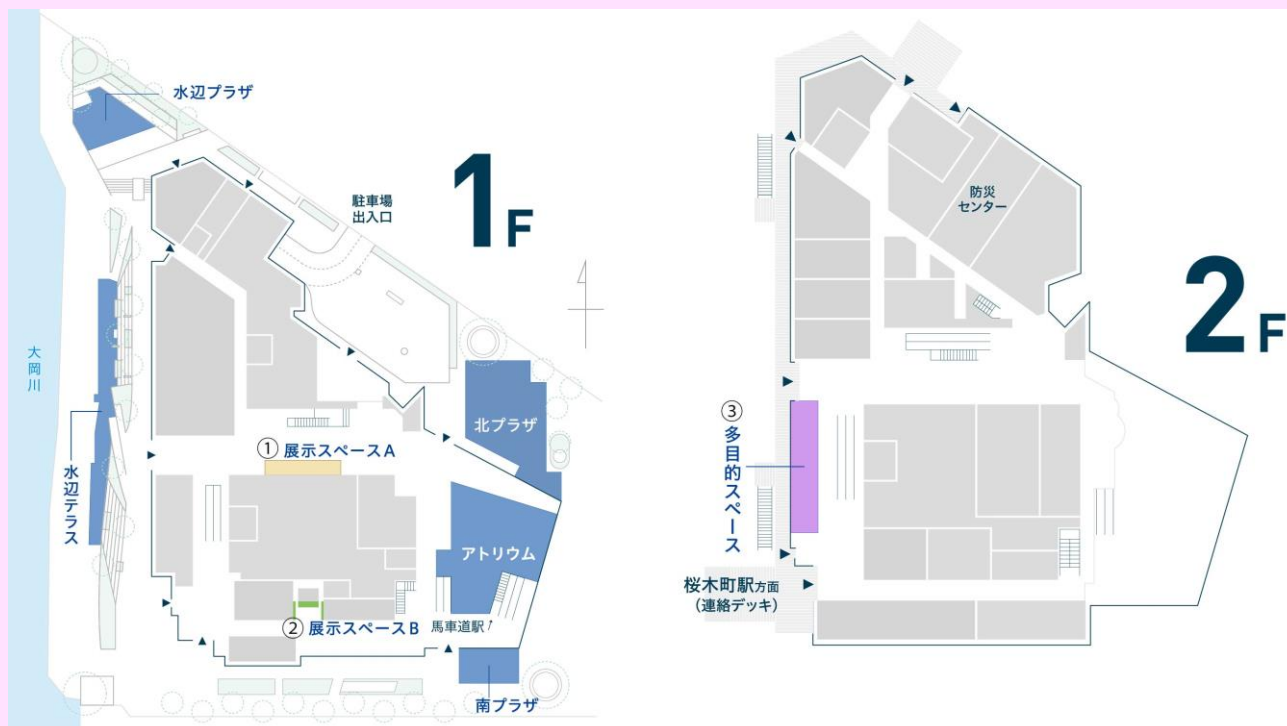 水辺プラザ
1F
駐車場
出入口
大岡川
北プラザ
① 展示スペースA
水辺テラス
アトリウム
② 展示スペースB
馬車道駅
南プラザ
2F
防災
センター
③多目的スペース
桜木町駅方面
(連絡デッキ)